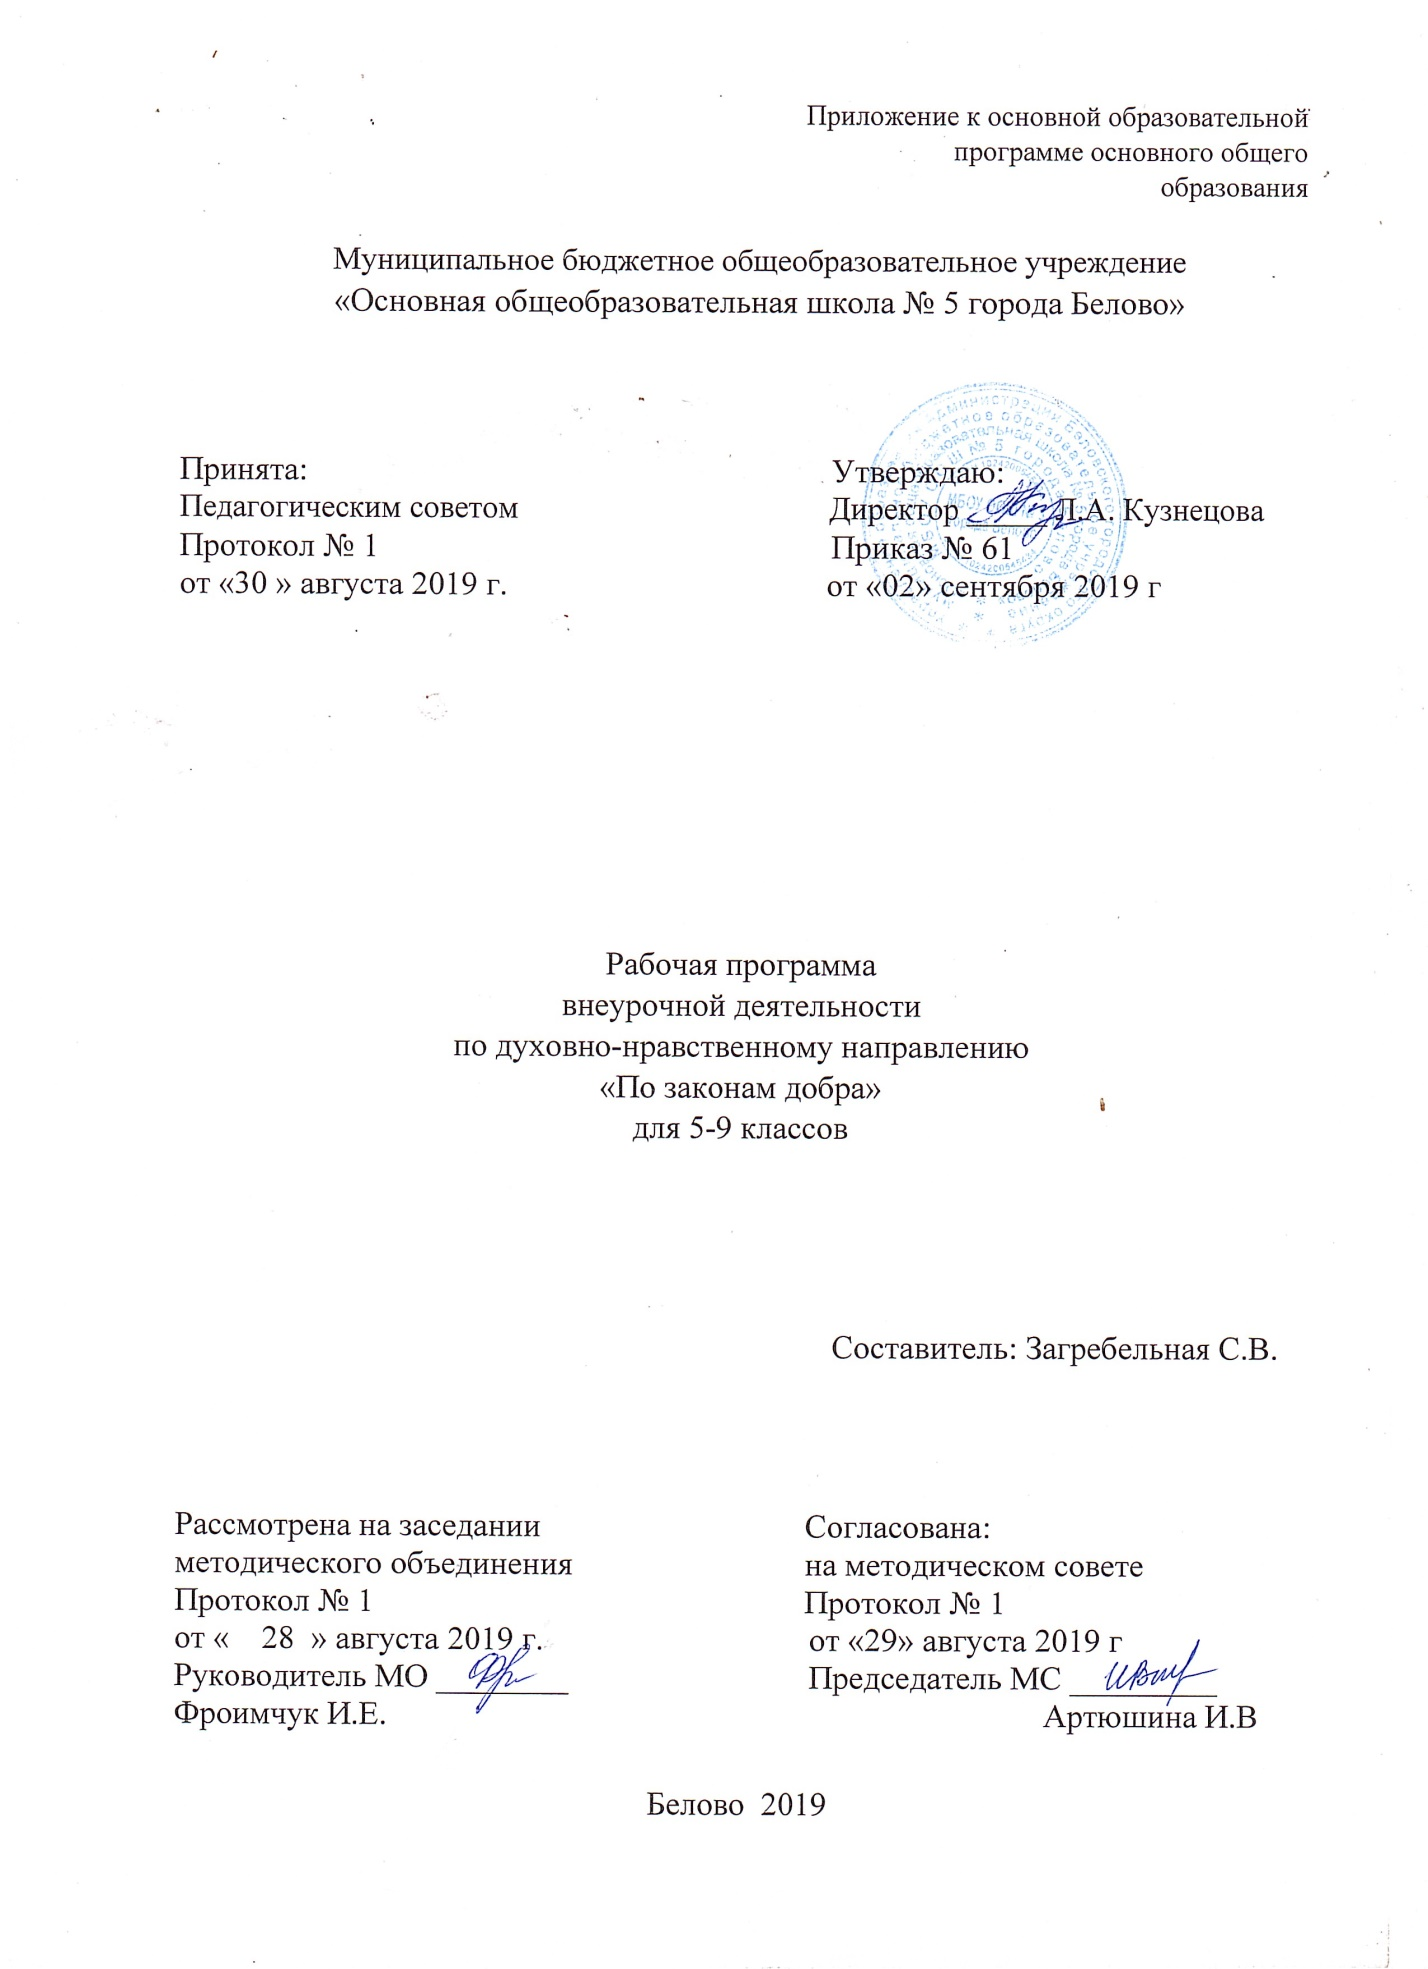 Приложение к основной образовательной
программе основного общего
образования
Муниципальное бюджетное общеобразовательное учреждение
«Основная общеобразовательная школа № 5 города Белово»
Принята:
Педагогическим советом
Протокол № 1
от «30 » августа 2019 г.
Утверждаю:
Директор ______ Л.А. Кузнецова
Приказ № 61
от «02» сентября 2019 г
Рабочая программа
внеурочной деятельности
по духовно-нравственному направлению
«По законам добра»
для 5-9 классов
Составитель: Загребельная С.В.
Рассмотрена на заседании
методического объединения
Протокол № 1
от « 28 » августа 2019 г.
Руководитель МО ________
Фроимчук И.Е.
Согласована:
на методическом совете
Протокол № 1
от «29» августа 2019 г
Председатель МС _________
Артюшина И.В
Белово 2019